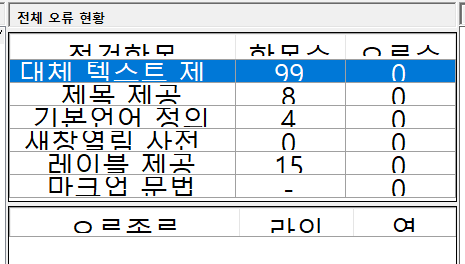 전체 오류 현황
점검항목 항목수 오류수
대체 텍스트 제 99 0
제목 제공 8 0
기본언어 정의 4 0
새창열림 사전 0 0
레이블 제공 15 0
마크업 문법 - 0
오류종류 라인 열